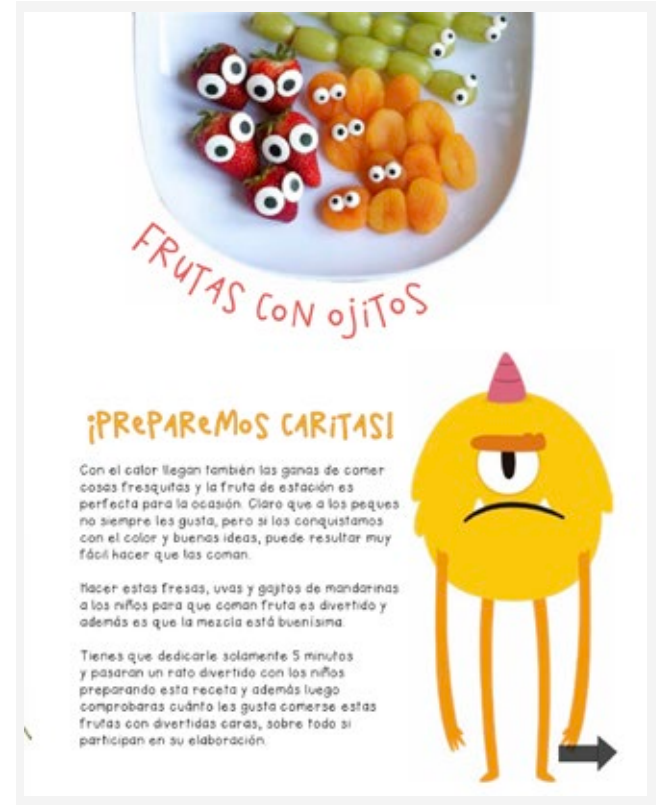 FRUTAS CON OJITOS
¡PREPAREMOS CARITAS!
Con el calor llegan también las ganas de comer
cosas fresquitas y la fruta de estación es
perfecta para la ocasión. Claro que a los peques
no siempre les gusta, pero si los conquistamos
con el color y buenas ideas, puede resultar muy
fácil hacer que las coman.
Hacer estas fresas, uvas y gajitos de mandarinas
a los niños para que coman fruta es divertido y
además es que la mezcla está buenísima.
Tienes que dedicarle solamente 5 minutos
y pasaran un rato divertido con los niños
preparando esta receta y además luego
comprobaras cuánto les gusta comerse estas
frutas con divertidas caras, sobre todo si
participan en su elaboración.